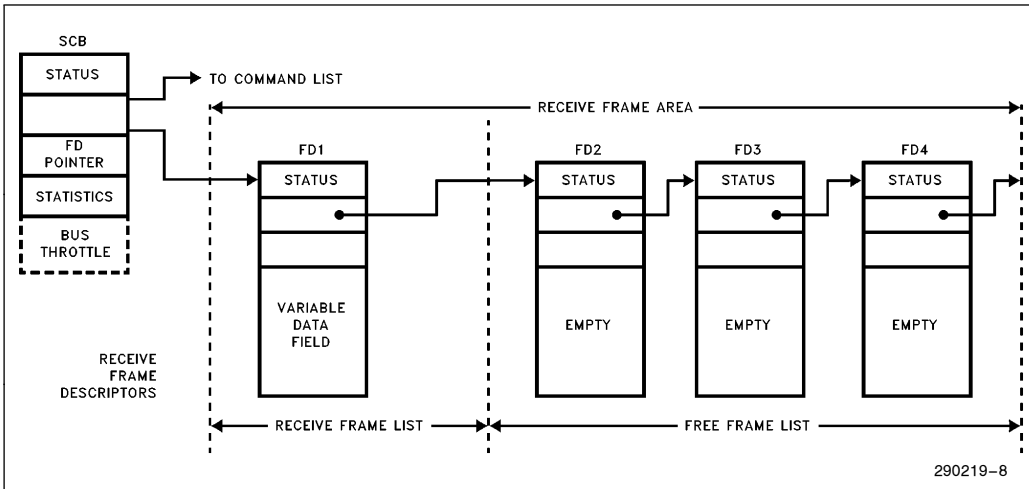 SCB
STATUS
TO COMMAND LIST
RECEIVE FRAME AREA
FD
POINTER
STATISTICS
BUS
THROTTLE
FD1
STATUS
VARIABLE
DATA
FIELD
FD2
STATUS
EMPTY
FD3
STATUS
EMPTY
FD4
STATUS
EMPTY
RECEIVE
FRAME
DESCRIPTORS
RECEIVE FRAME LIST
FREE FRAME LIST
290219–8